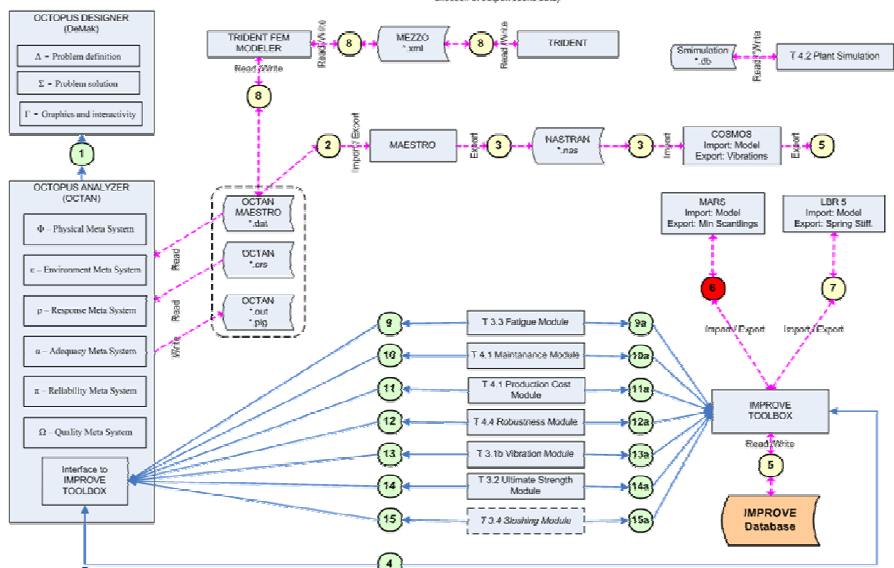 OCTOPUS DESIGNER
(DeMak)
Δ = Problem definition
Σ = Problem solution
Γ = Graphics and interactivity
1
OCTOPUS ANALYZER
(OCTAN)
Φ – Physical Meta System
ε – Environment Meta System
ρ – Response Meta System
α – Adequacy Meta System
π – Reliability Meta System
Ω – Quality Meta System
Interface to
IMPROVE
TOOLBOX
TRIDENT FEM
MODELER
Read/Write
8
MEZZO
*.xml
8
Read/Write
TRIDENT
Smimulation
*.db
Read/Write
T 4.2 Plant Simulation
Read/Write
8
2
Import / Export
MAESTRO
Export
3
NASTRAN
*.nas
3
Import
COSMOS
Import: Model
Export: Vibrations
Export
5
OCTAN
MAESTRO
*.dat
Read
OCTAN
*.crs
Read
OCTAN
*.out
*.plg
Write
MARS
Import: Model
Export: Min Scantlings
LBR 5
Import: Model
Export: Spring Stiff.
6
7
Import / Export
Import / Export
9
T 3.3 Fatigue Module
9a
10
T 4.1 Maintanance Module
10a
11
T 4.1 Production Cost
Module
11a
12
T 4.4 Robustness Module
12a
13
T 3.1b Vibration Module
13a
14
T 3.2 Ultimate Strength
Module
14a
15
T 3.4 Sloshing Module
15a
IMPROVE
TOOLBOX
Read/Write
5
IMPROVE
Database
4